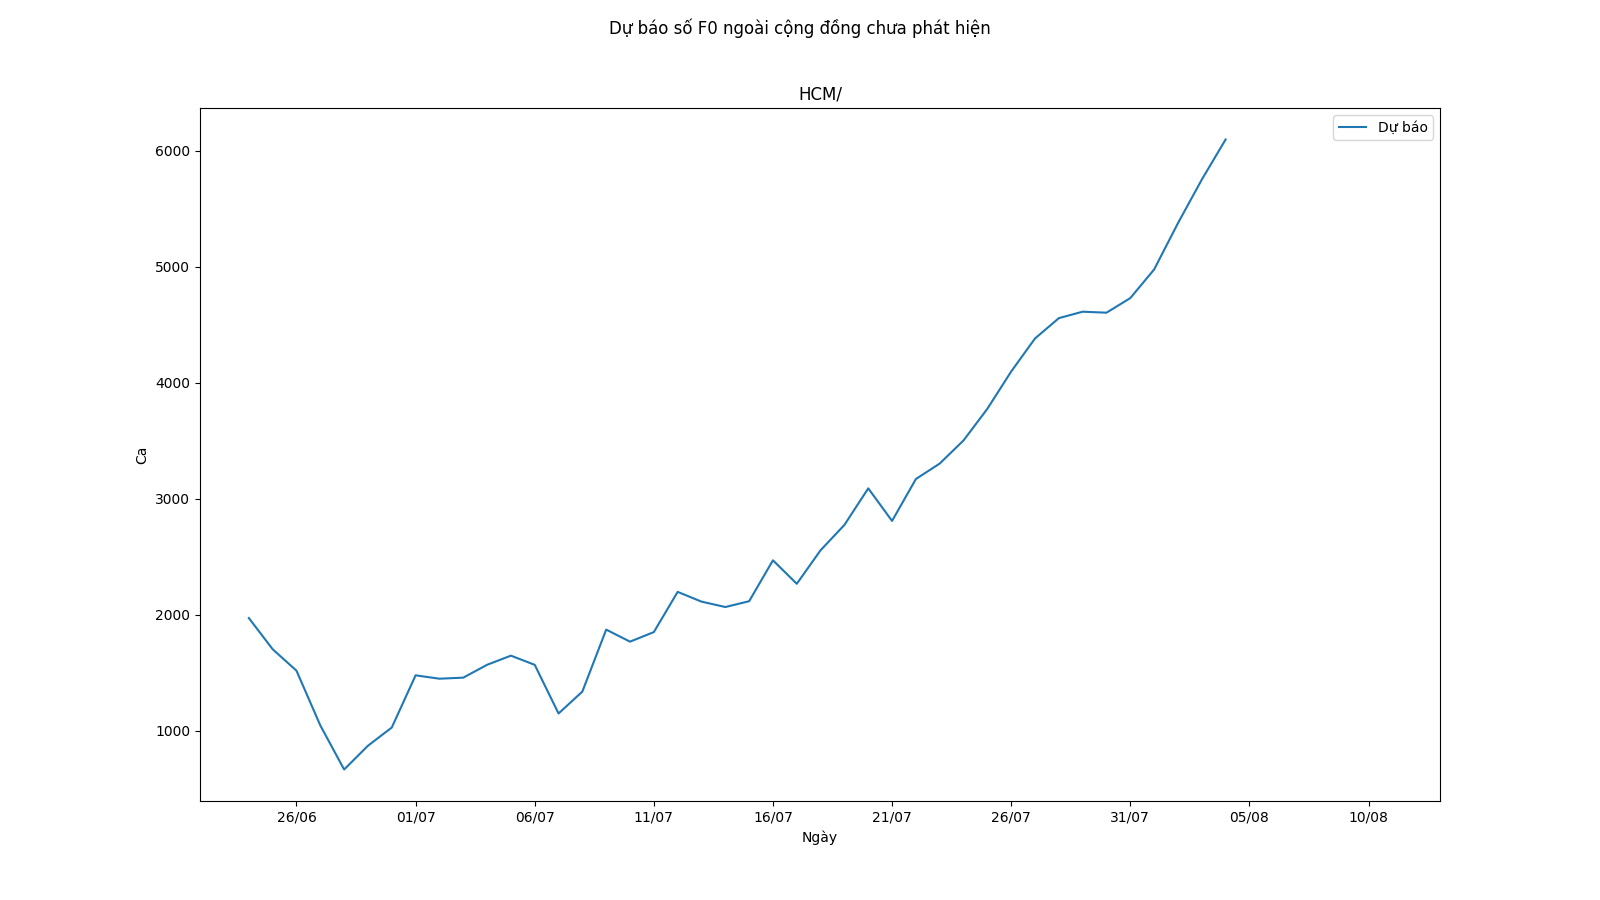 Dự báo số F0 ngoài cộng đồng chưa phát hiện
HCM/
Dự báo
6000
5000
4000
3000
2000
1000
Ca
26/06 01/07 06/07 11/07 16/07 21/07 26/07 31/07 05/08 10/08
Ngày